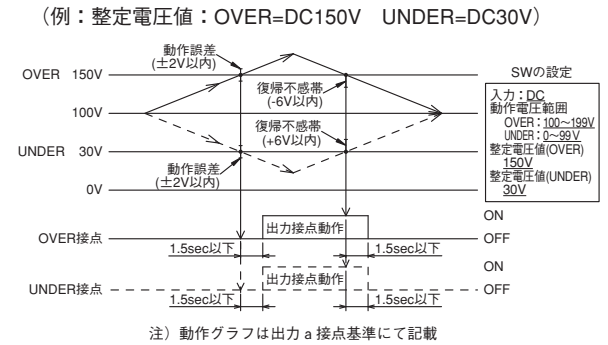 （例：整定電圧値：OVER=DC150V　UNDER=DC30V）
動作誤差
(±2V以内)
OVER 150V
復帰不感帯
(-6V以内)
100V
復帰不感帯
(+6V以内)
UNDER 30V
動作誤差
(±2V以内)
0V
SWの設定
入力：DC
動作電圧範囲
OVER：100〜199V
UNDER：0〜99V
整定電圧値(OVER)
150V
整定電圧値(UNDER)
30V
ON
出力接点動作
OVER接点
OFF
1.5sec以下
1.5sec以下
ON
出力接点動作
UNDER接点
OFF
1.5sec以下
1.5sec以下
注）動作グラフは出力 a 接点基準にて記載